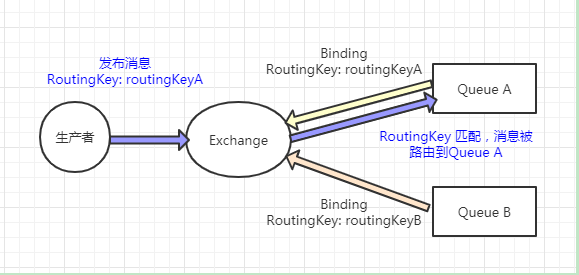 发布消息
RoutingKey: routingKeyA
Binding
RoutingKey: routingKeyA
生产者
Exchange
Queue A
RoutingKey 匹配，消息被
路由到Queue A
Binding
RoutingKey: routingKeyB
Queue B